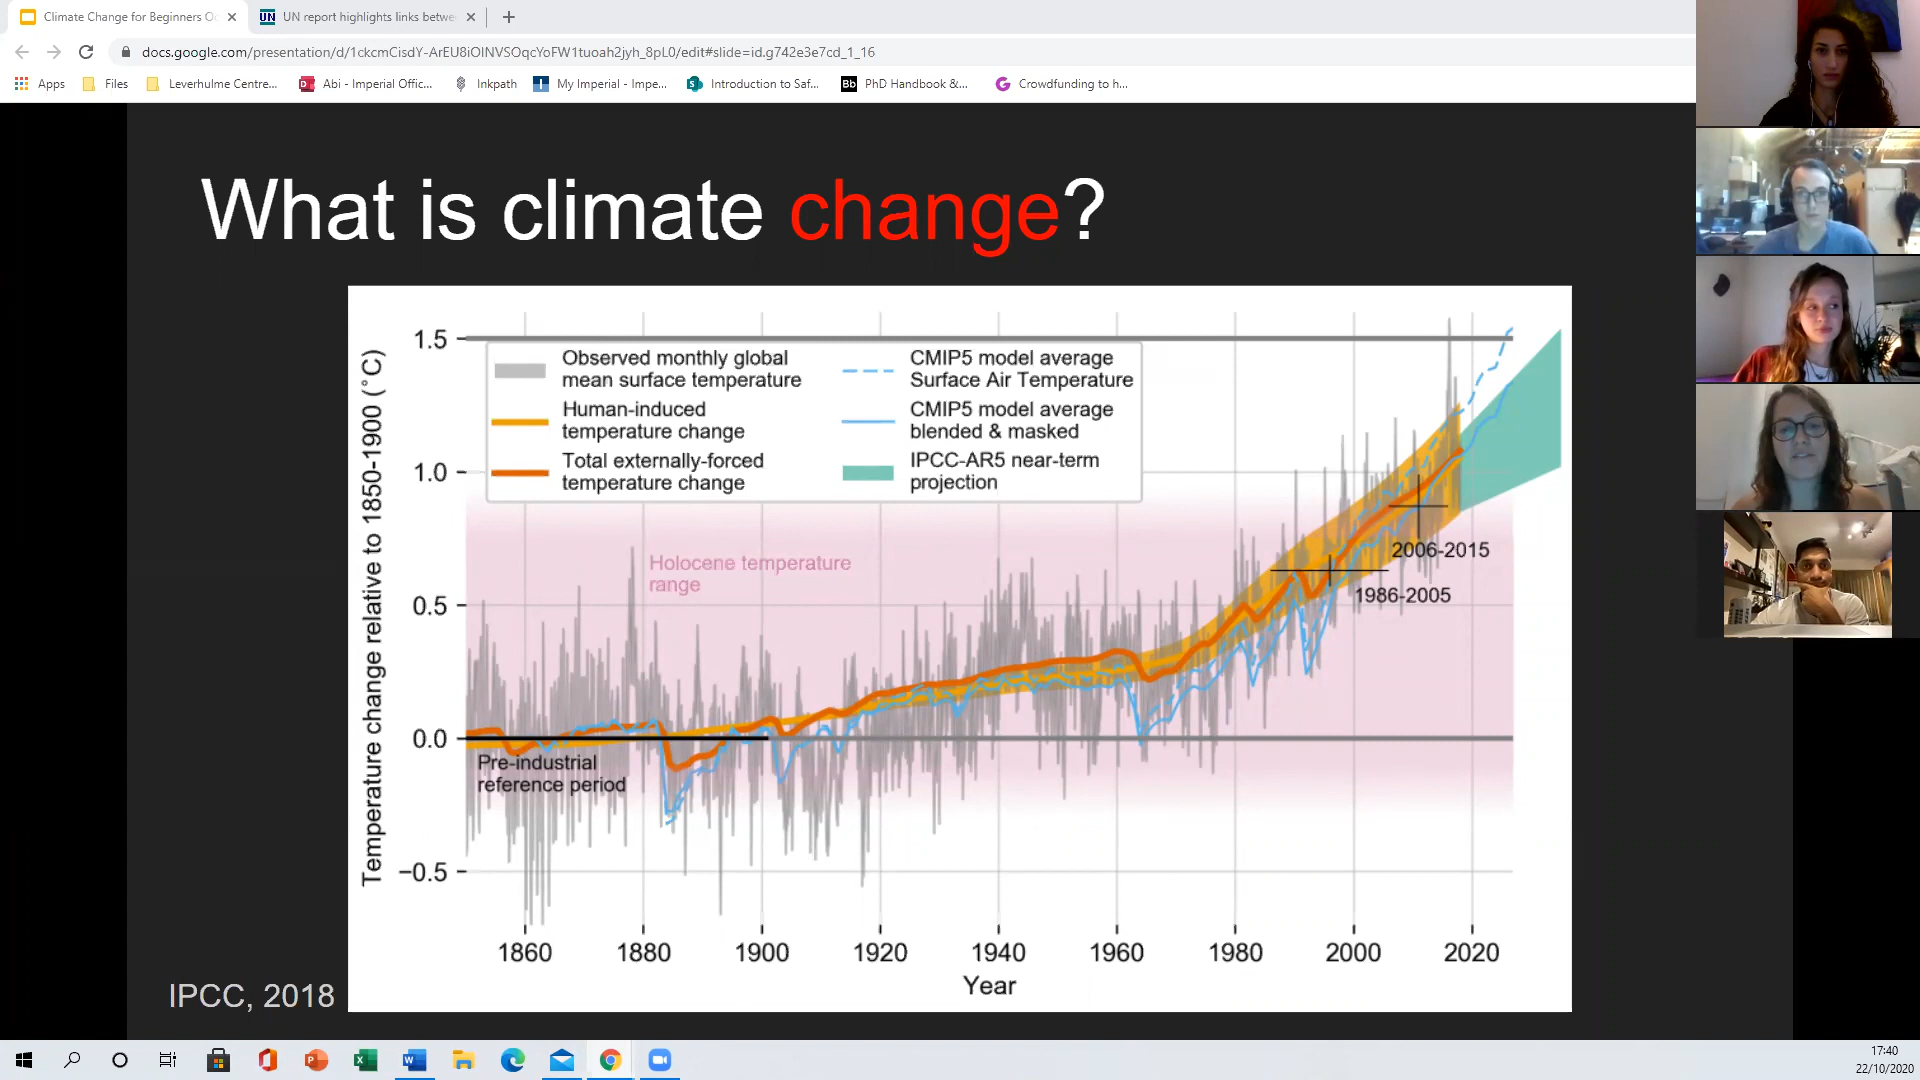 Climate Change for Beginners Oc
UN report highlights links betwe
docs.google.com/presentation/d/1ckcmCisdY-ArEU8iOINVSOqcYoFW1tuoah2jyh_8pL0/edit#slide=id.g742e3e7cd_1_16
Apps Files Leverhulme Centre... Abi - Imperial Offic... Inkpath My Imperial - Impe... Introduction to Saf... Bb PhD Handbook &... Crowdfunding to h...
What is climate change?
Temperature change relative to 1850-1900 (°C)
1.5
1.0
0.5
0.0
−0.5
Observed monthly global
mean surface temperature
Human-induced
temperature change
Total externally-forced
temperature change
CMIP5 model average
Surface Air Temperature
CMIP5 model average
blended & masked
IPCC-AR5 near-term
projection
Holocene temperature
range
2006-2015
1986-2005
Pre-industrial
reference period
1860 1880 1900 1920 1940 1960 1980 2000 2020
Year
IPCC, 2018
17:40
22/10/2020